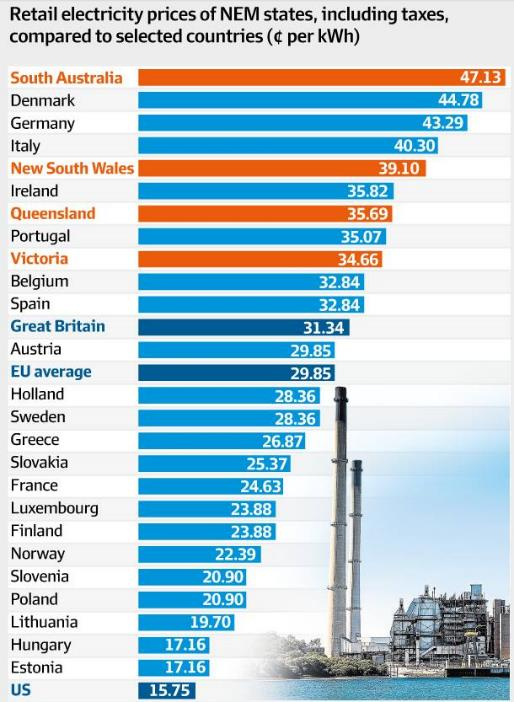 Retail electricity prices of NEM states, including taxes,
compared to selected countries (¢ per kWh)
South Australia 47.13
Denmark 44.78
Germany 43.29
Italy 40.30
New South Wales 39.10
Ireland 35.82
Queensland 35.69
Portugal 35.07
Victoria 34.66
Belgium 32.84
Spain 32.84
Great Britain 31.34
Austria 29.85
EU average 29.85
Holland 28.36
Sweden 28.36
Greece 26.87
Slovakia 25.37
France 24.63
Luxembourg 23.88
Finland 23.88
Norway 22.39
Slovenia 20.90
Poland 20.90
Lithuania 19.70
Hungary 17.16
Estonia 17.16
US 15.75